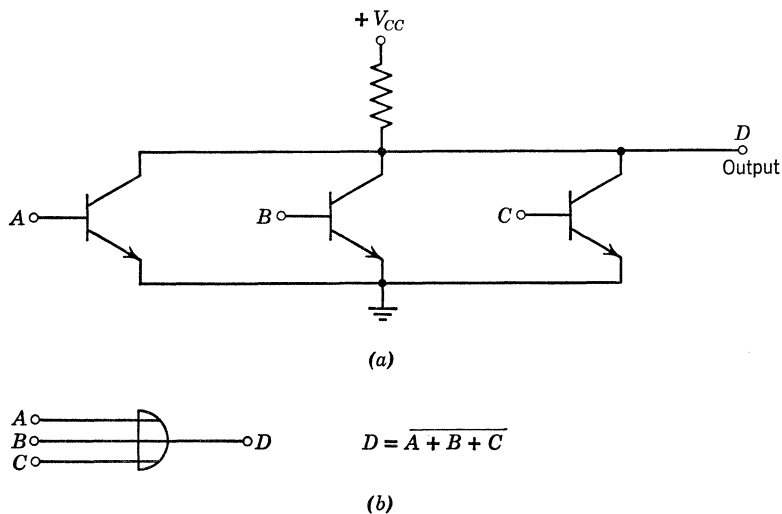 + V_CC
D
Output
A
B
C
(a)
A
B
C
D
D = \overline{A + B + C}
(b)